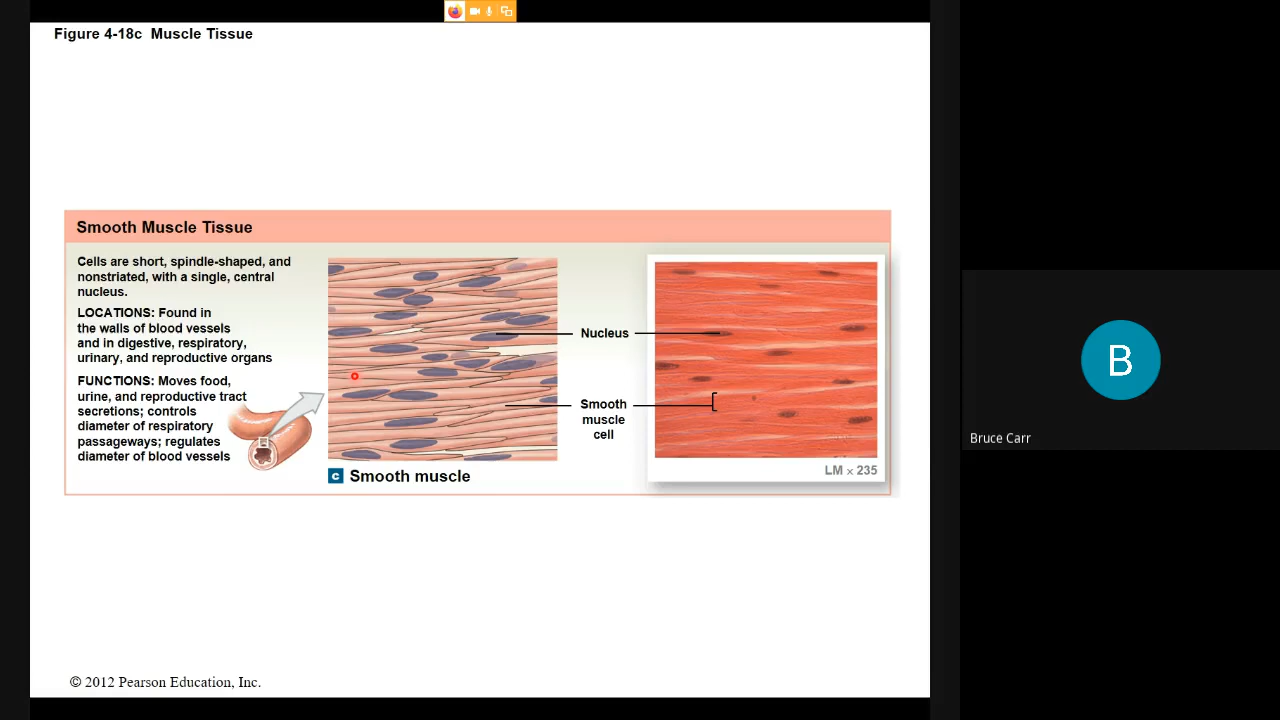 Figure 4-18c Muscle Tissue
Smooth Muscle Tissue
Cells are short, spindle-shaped, and
nonstriated, with a single, central
nucleus.
LOCATIONS: Found in
the walls of blood vessels
and in digestive, respiratory,
urinary, and reproductive organs
FUNCTIONS: Moves food,
urine, and reproductive tract
secretions; controls
diameter of respiratory
passageways; regulates
diameter of blood vessels
Nucleus
Smooth
muscle
cell
c Smooth muscle
LM × 235
© 2012 Pearson Education, Inc.
B
Bruce Carr